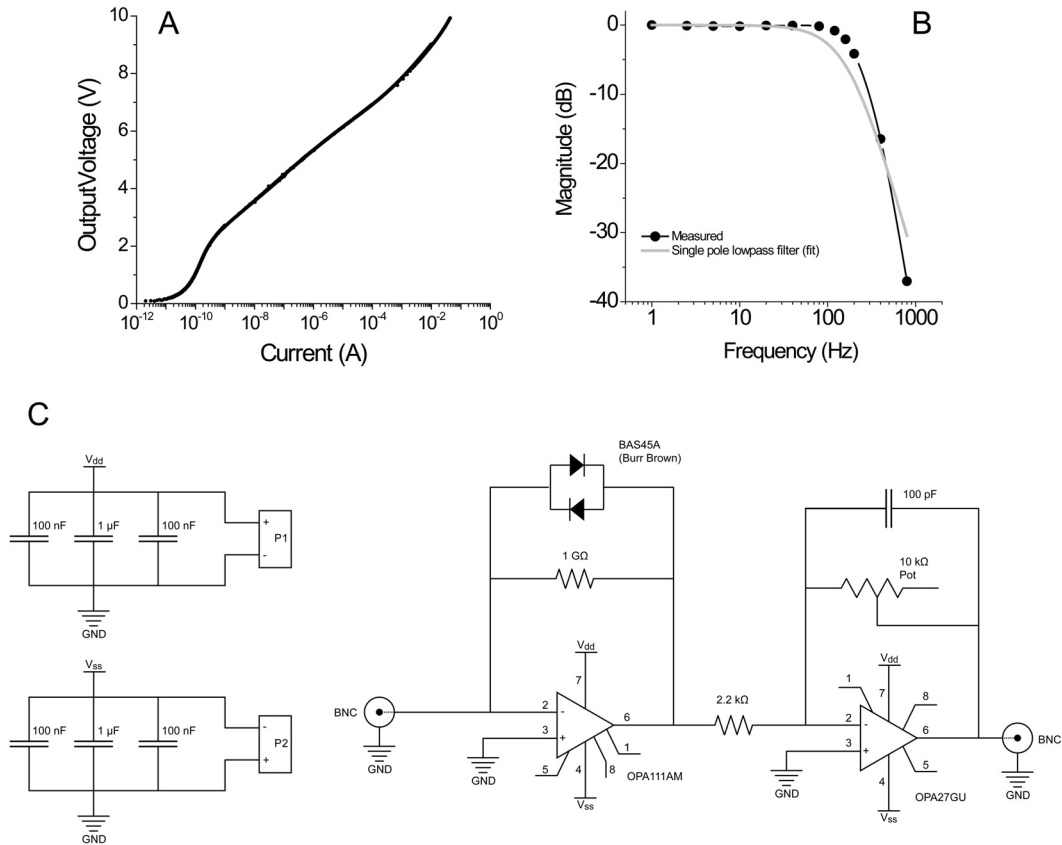 A
OutputVoltage (V)
10
8
6
4
2
0
10-12
10-10
10-8
10-6
10-4
10-2
100
Current (A)
B
Magnitude (dB)
0
-10
-20
-30
-40
Measured
Single pole lowpass filter (fit)
1
10
100
1000
Frequency (Hz)
C
Vdd
100 nF
1 µF
100 nF
+
P1
-
GND
Vss
100 nF
1 µF
100 nF
-
P2
+
GND
BAS45A
(Burr Brown)
1 GΩ
Vdd
7
BNC
2
-
3
+
6
1
GND
GND
5
4
8
OPA111AM
Vss
2.2 kΩ
100 pF
10 kΩ
Pot
Vdd
1
7
8
2
-
6
BNC
3
+
GND
4
5
GND
OPA27GU
Vss